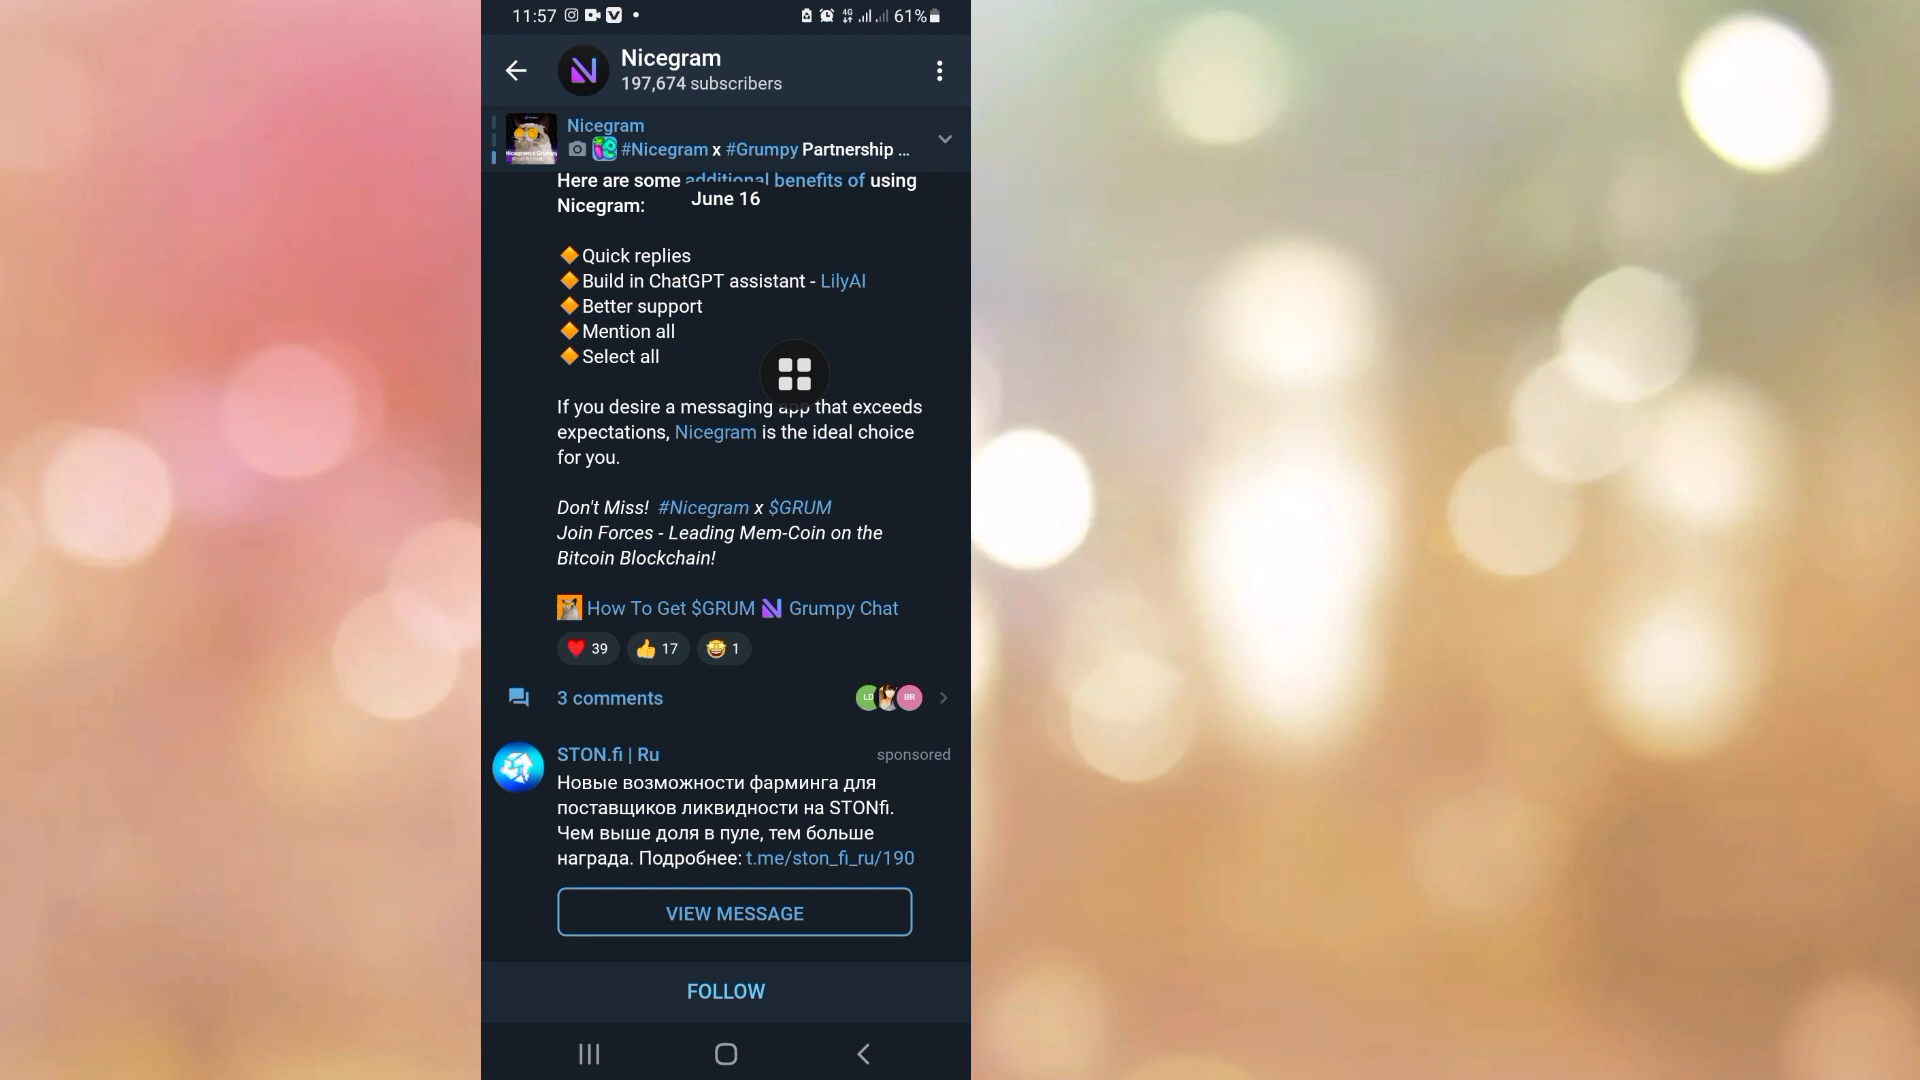 11:57
4G 61%
Nicegram
197,674 subscribers
Nicegram
#Nicegram x #Grumpy Partnership ...
Here are some additional benefits of using
June 16
Nicegram:
🔶Quick replies
🔶Build in ChatGPT assistant - LilyAI
🔶Better support
🔶Mention all
🔶Select all
If you desire a messaging app that exceeds
expectations, Nicegram is the ideal choice
for you.
Don't Miss! #Nicegram x $GRUM
Join Forces - Leading Mem-Coin on the
Bitcoin Blockchain!
How To Get $GRUM Grumpy Chat
❤️ 39 👍 17 🤩 1
3 comments LD BR
STON.fi | Ru sponsored
Новые возможности фарминга для
поставщиков ликвидности на STONfi.
Чем выше доля в пуле, тем больше
награда. Подробнее: t.me/ston_fi_ru/190
VIEW MESSAGE
FOLLOW